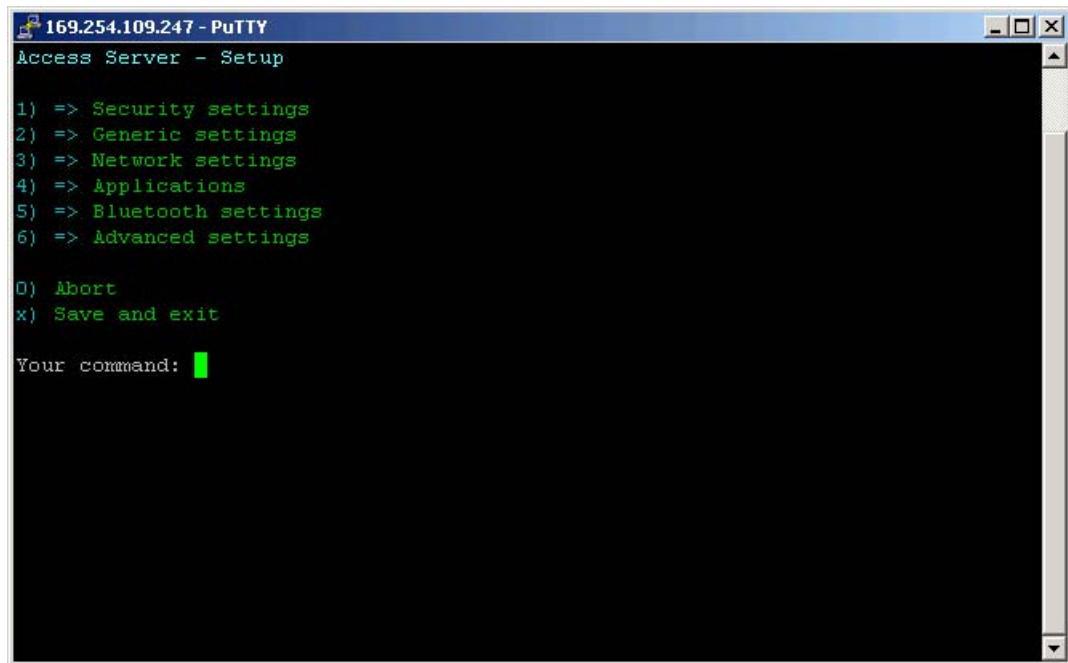 169.254.109.247 - PuTTY
Access Server - Setup
1) => Security settings
2) => Generic settings
3) => Network settings
4) => Applications
5) => Bluetooth settings
6) => Advanced settings
0) Abort
x) Save and exit
Your command: